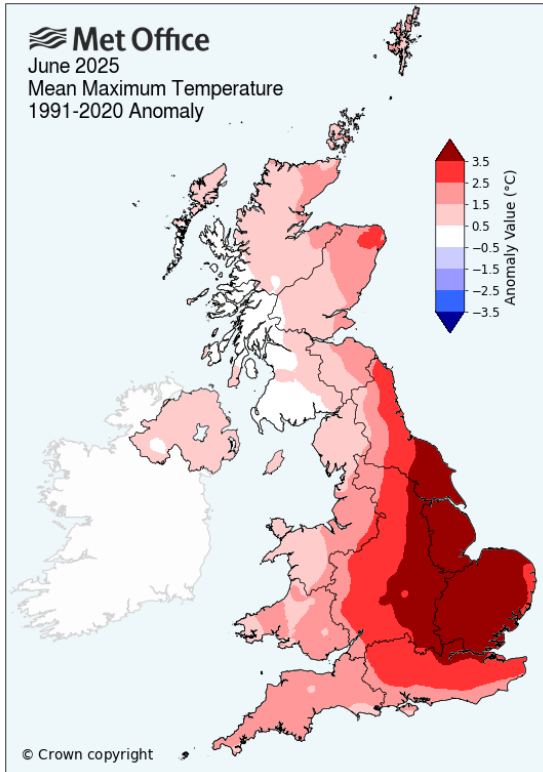 Met Office
June 2025
Mean Maximum Temperature
1991-2020 Anomaly
3.5
2.5
1.5
0.5
−0.5
−1.5
−2.5
−3.5
Anomaly Value (°C)
© Crown copyright